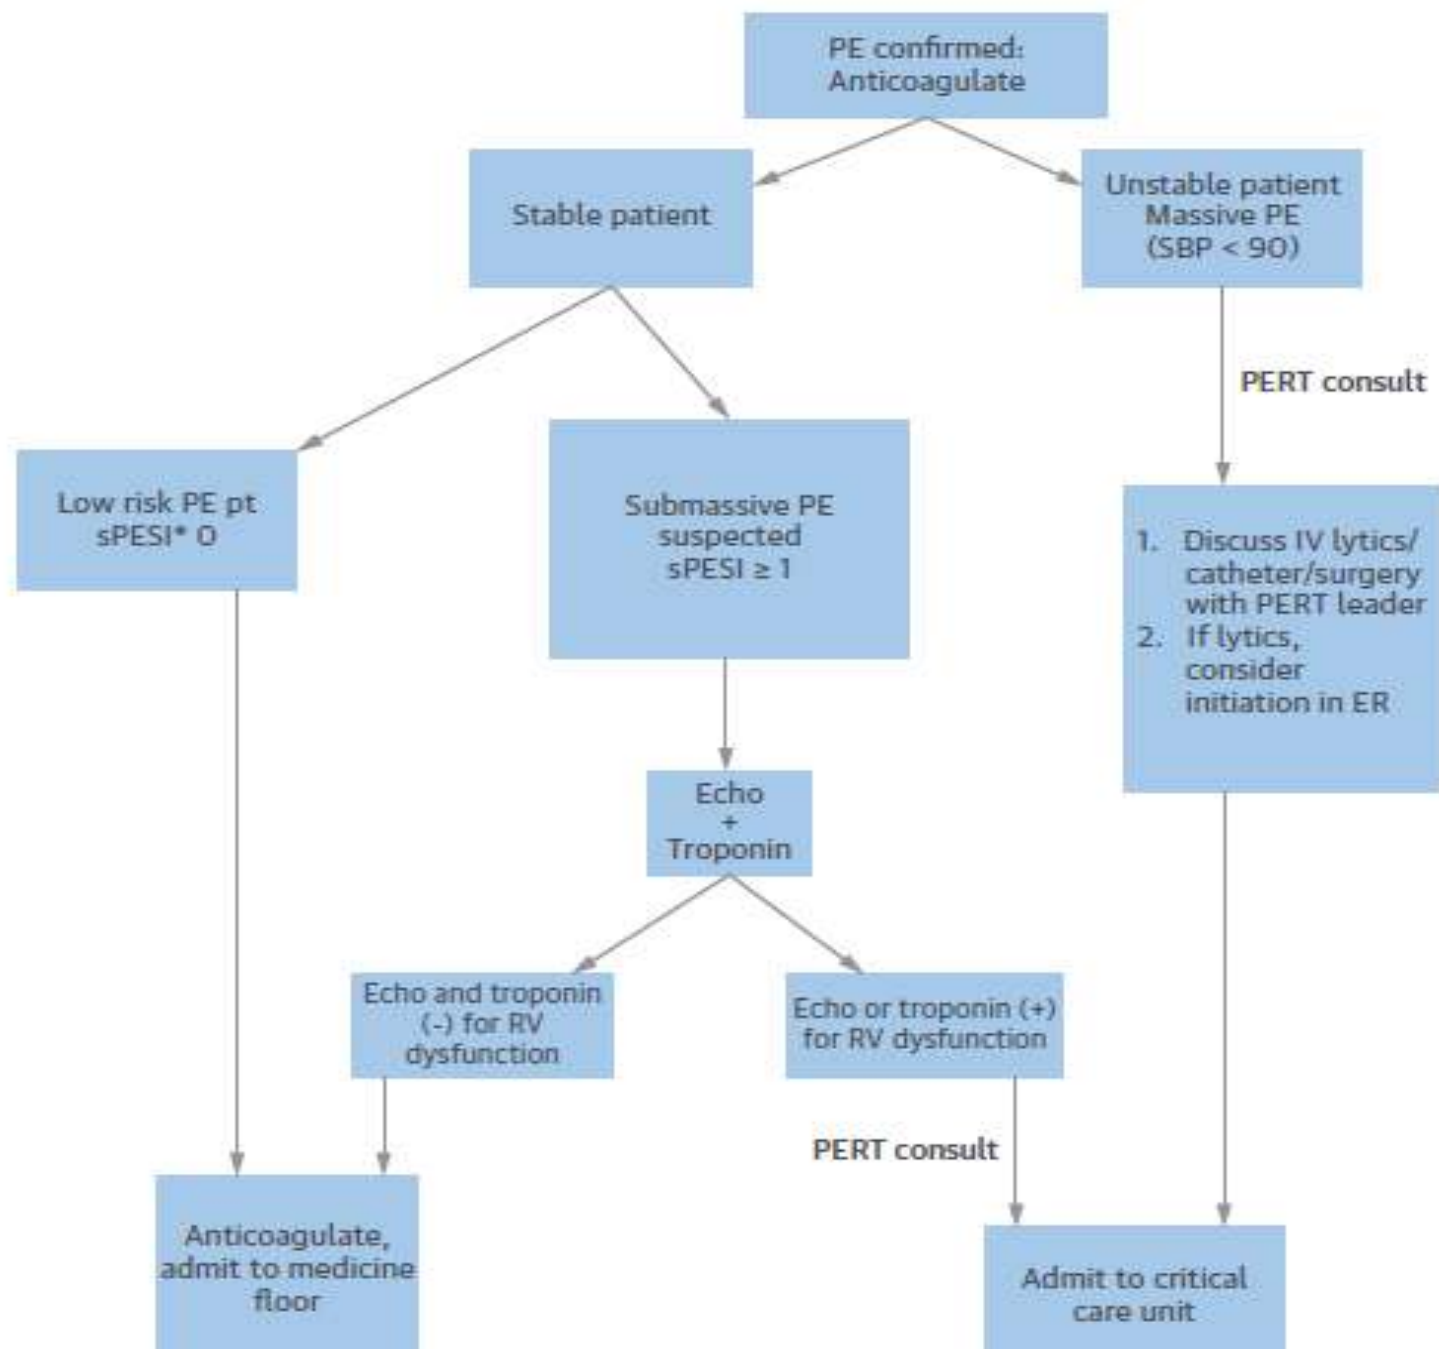 PE confirmed:
Anticoagulate
Stable patient
Unstable patient
Massive PE
(SBP < 90)
PERT consult
Low risk PE pt
sPESI* 0
Submassive PE
suspected
sPESI ≥ 1
1. Discuss IV lytics/
catheter/surgery
with PERT leader
2. If lytics,
consider
initiation in ER
Echo
+
Troponin
Echo and troponin
(-) for RV
dysfunction
Echo or troponin (+)
for RV dysfunction
PERT consult
Anticoagulate,
admit to medicine
floor
Admit to critical
care unit